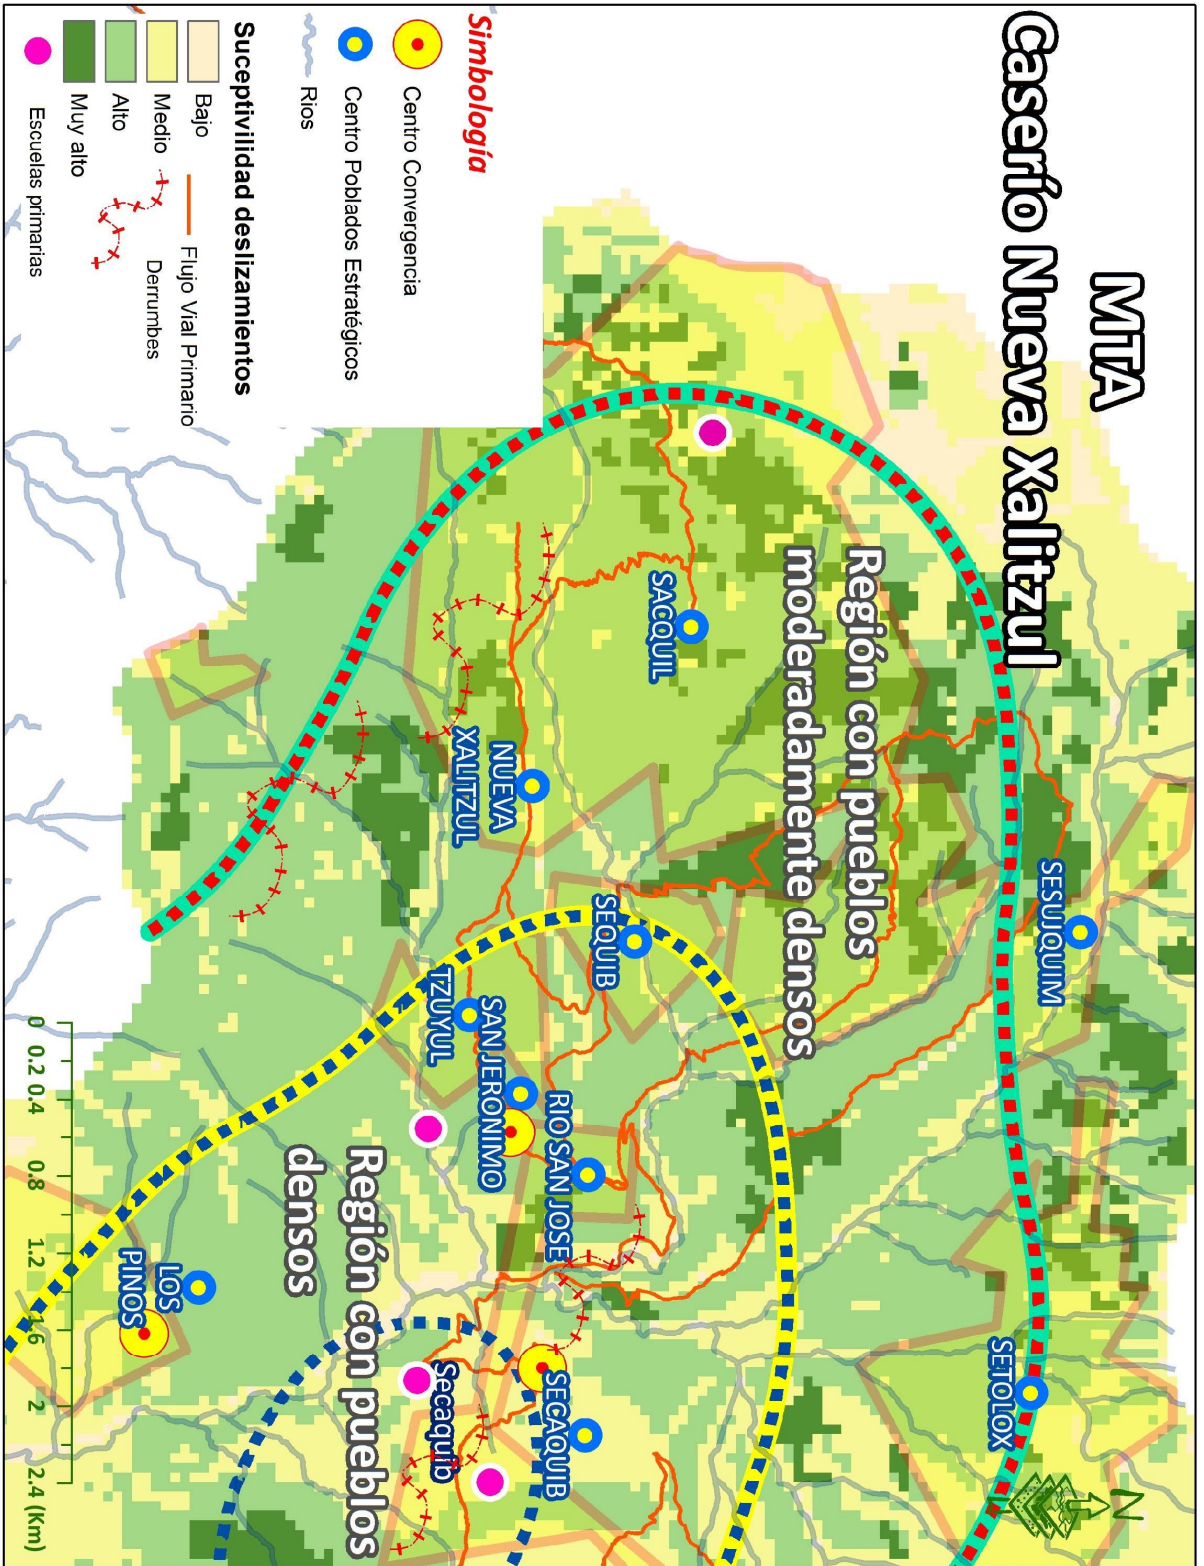 MTA
Caserío Nueva Xalitzul
Simbología
Centro Convergencia
Centro Poblados Estratégicos
Rios
Suceptivilidad deslizamientos
Bajo
Medio
Alto
Muy alto
Flujo Vial Primario
Derrumbes
Escuelas primarias
Región con pueblos
moderadamente densos
SACQUIL
NUEVA
XALITZUL
SESUJQUIM
SEQUIB
TZUYUL
SAN JERONIMO
RIO SAN JOSE
SETOLOX
Región con pueblos
densos
LOS
PINOS
SECAQUIB
Secaquib
N
0 0.2 0.4 0.8 1.2 1.6 2 2.4 (Km)